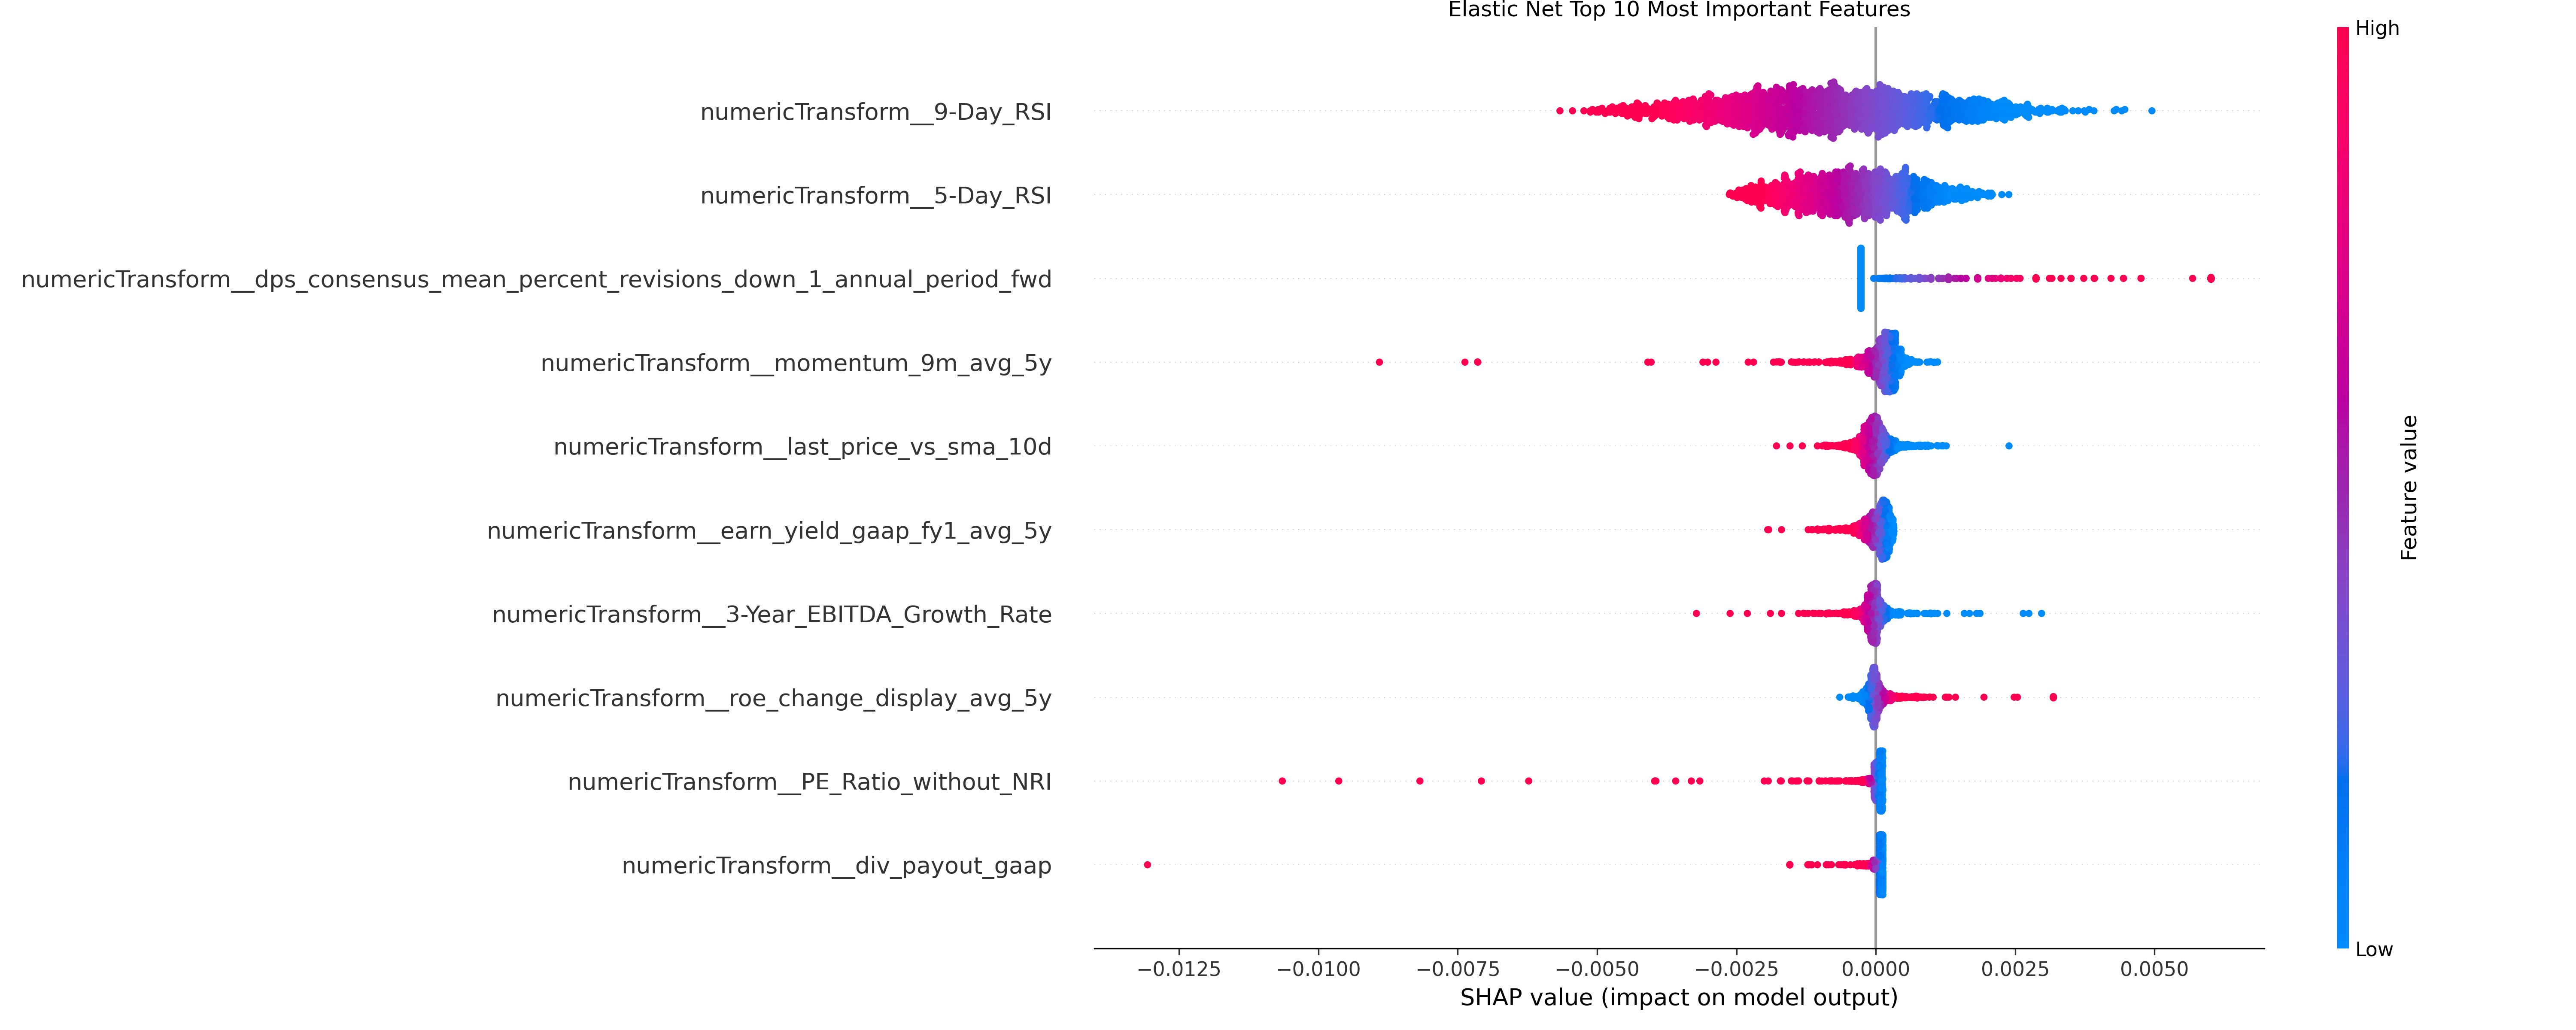 Elastic Net Top 10 Most Important Features
High
numericTransform__9-Day_RSI
numericTransform__5-Day_RSI
numericTransform__dps_consensus_mean_percent_revisions_down_1_annual_period_fwd
numericTransform__momentum_9m_avg_5y
numericTransform__last_price_vs_sma_10d
numericTransform__earn_yield_gaap_fy1_avg_5y
numericTransform__3-Year_EBITDA_Growth_Rate
numericTransform__roe_change_display_avg_5y
numericTransform__PE_Ratio_without_NRI
numericTransform__div_payout_gaap
Feature value
Low
−0.0125 −0.0100 −0.0075 −0.0050 −0.0025 0.0000 0.0025 0.0050
SHAP value (impact on model output)